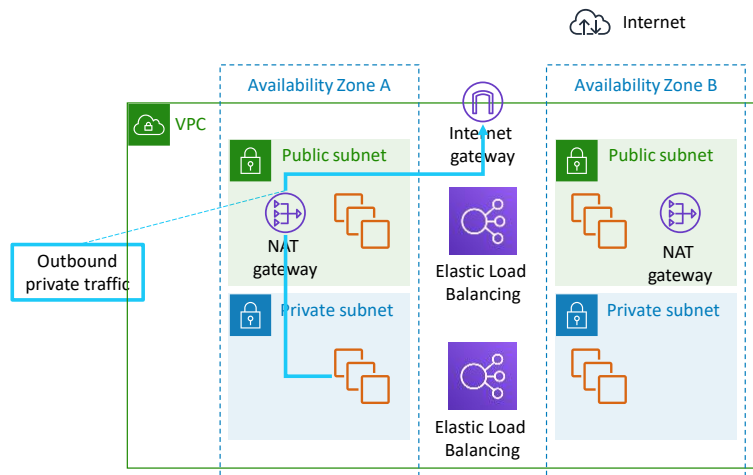 Internet
Availability Zone A
Availability Zone B
VPC
Internet
gateway
Public subnet
Public subnet
NAT
gateway
NAT
gateway
Outbound
private traffic
Elastic Load
Balancing
Private subnet
Private subnet
Elastic Load
Balancing